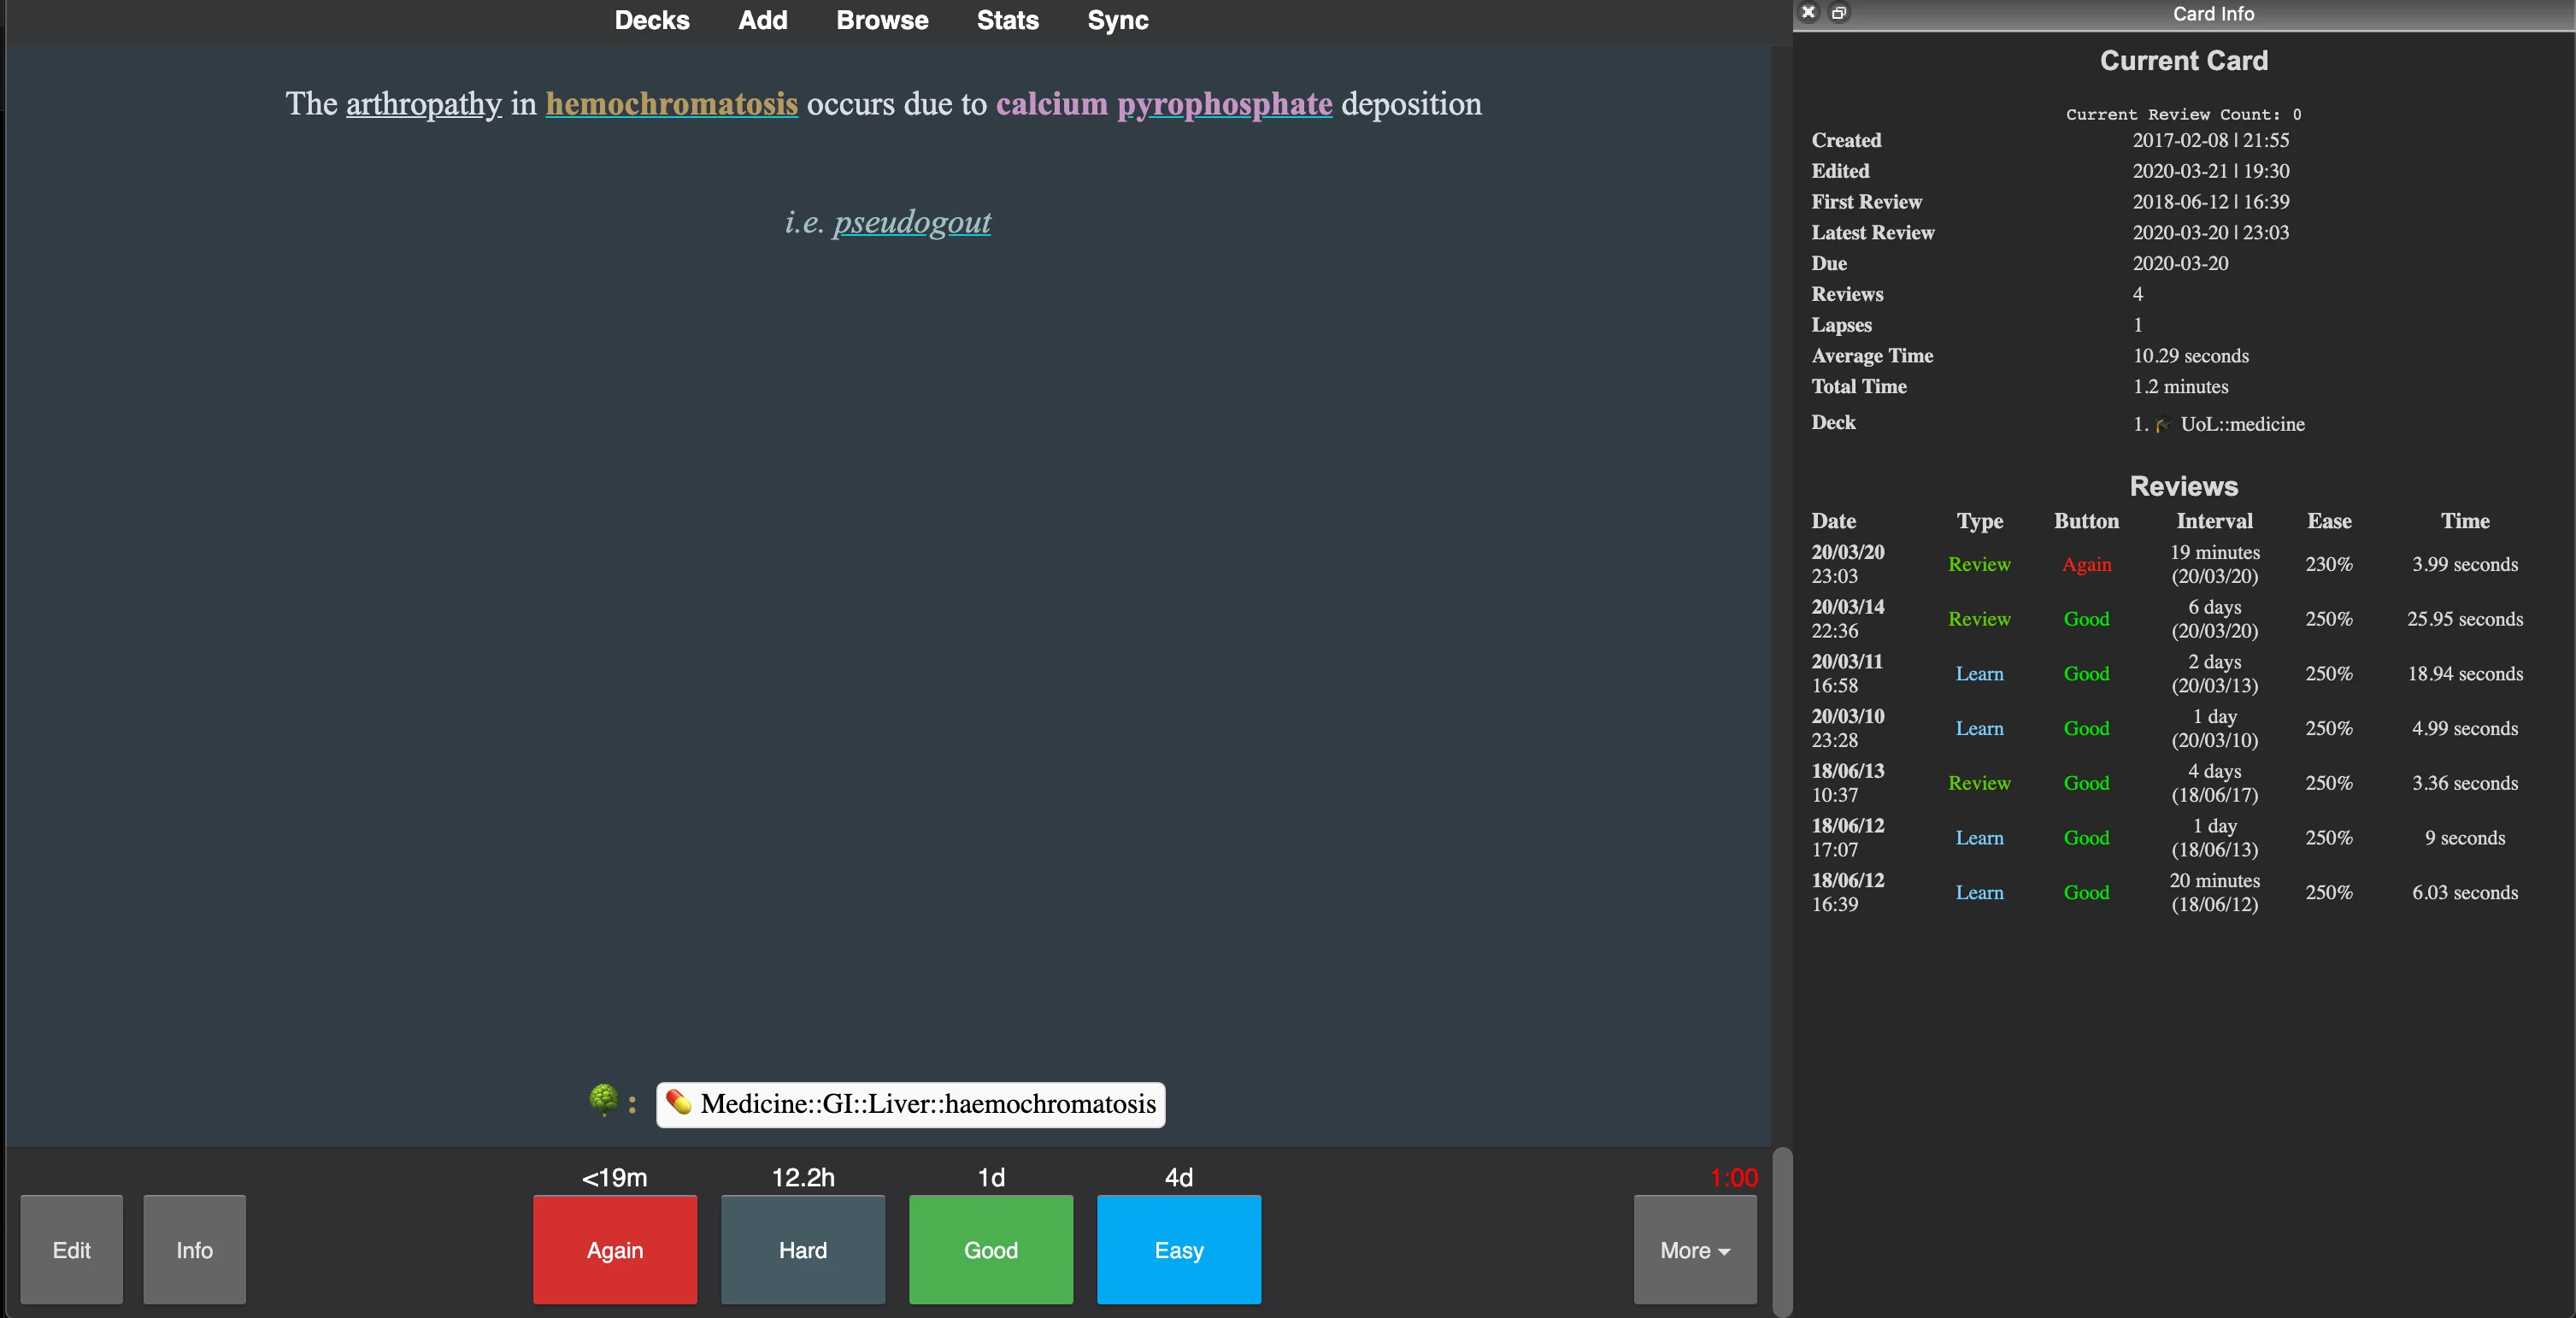 Decks Add Browse Stats Sync
The arthropathy in hemochromatosis occurs due to calcium pyrophosphate deposition
i.e. pseudogout
: Medicine::GI::Liver::haemochromatosis
<19m 12.2h 1d 4d 1:00
Edit Info Again Hard Good Easy More
Card Info
Current Card
Current Review Count: 0
Created 2017-02-08 | 21:55
Edited 2020-03-21 | 19:30
First Review 2018-06-12 | 16:39
Latest Review 2020-03-20 | 23:03
Due 2020-03-20
Reviews 4
Lapses 1
Average Time 10.29 seconds
Total Time 1.2 minutes
Deck 1. UoL::medicine
Reviews
Date Type Button Interval Ease Time
20/03/20 23:03 Review Again 19 minutes (20/03/20) 230% 3.99 seconds
20/03/14 22:36 Review Good 6 days (20/03/20) 250% 25.95 seconds
20/03/11 16:58 Learn Good 2 days (20/03/13) 250% 18.94 seconds
20/03/10 23:28 Learn Good 1 day (20/03/10) 250% 4.99 seconds
18/06/13 10:37 Review Good 4 days (18/06/17) 250% 3.36 seconds
18/06/12 17:07 Learn Good 1 day (18/06/13) 250% 9 seconds
18/06/12 16:39 Learn Good 20 minutes (18/06/12) 250% 6.03 seconds